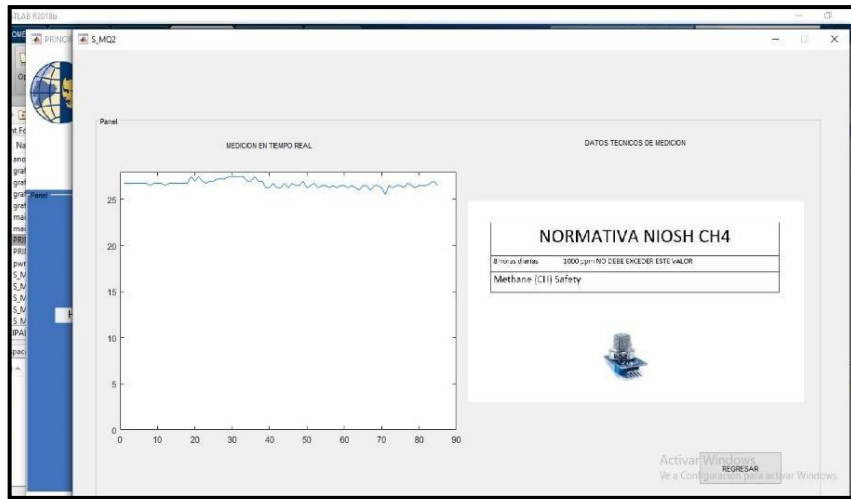 MATLAB R2018b
PRINCI
S_MQ2
Panel
MEDICION EN TIEMPO REAL
DATOS TECNICOS DE MEDICION
25
20
15
10
5
0
0 10 20 30 40 50 60 70 80 90
NORMATIVA NIOSH CH4
8 horas diarias 1000 ppm NO DEBE EXCEDER ESTE VALOR
Methane (CH) Safety
Activar Windows
Ve a Configuración para activar Windows.
REGRESAR
Panel
H